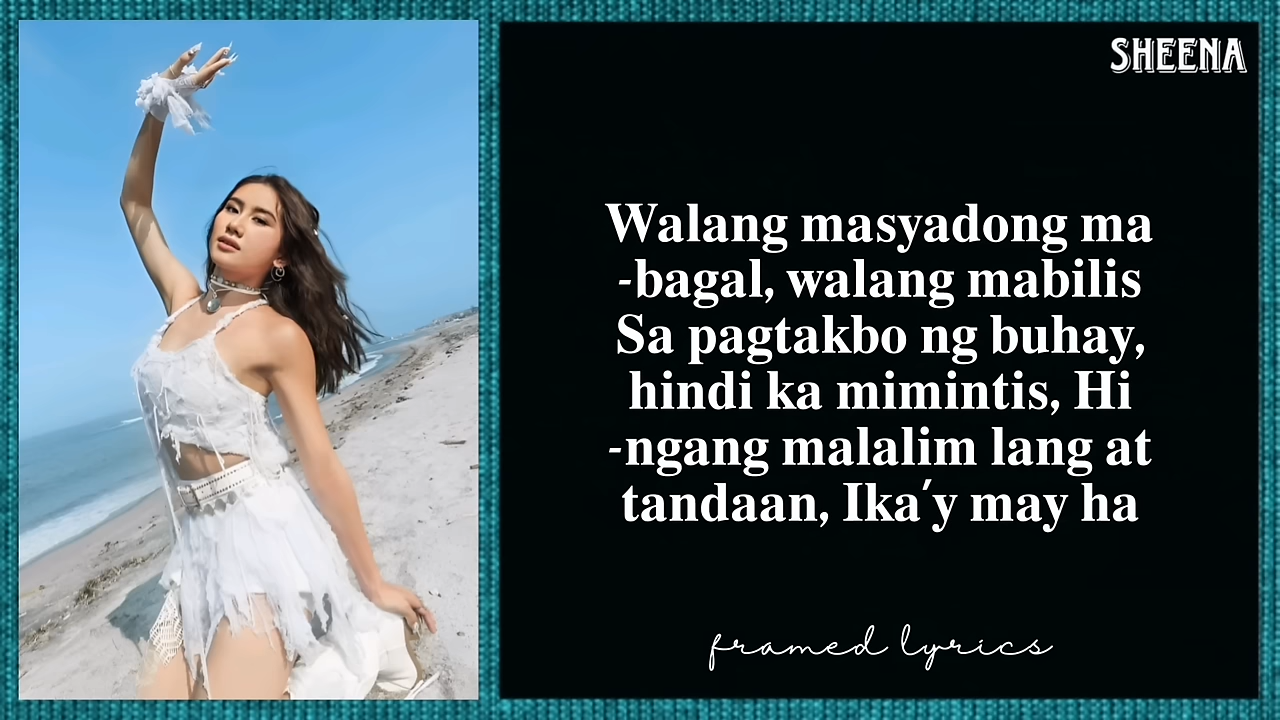 SHEENA
Walang masyadong ma
-bagal, walang mabilis
Sa pagtakbo ng buhay,
hindi ka mimintis, Hi
-ngang malalim lang at
tandaan, Ika'y may ha
framed lyrics